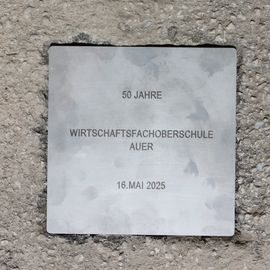 50 JAHRE
WIRTSCHAFTSFACHOBERSCHULE
AUER
16.MAI 2025